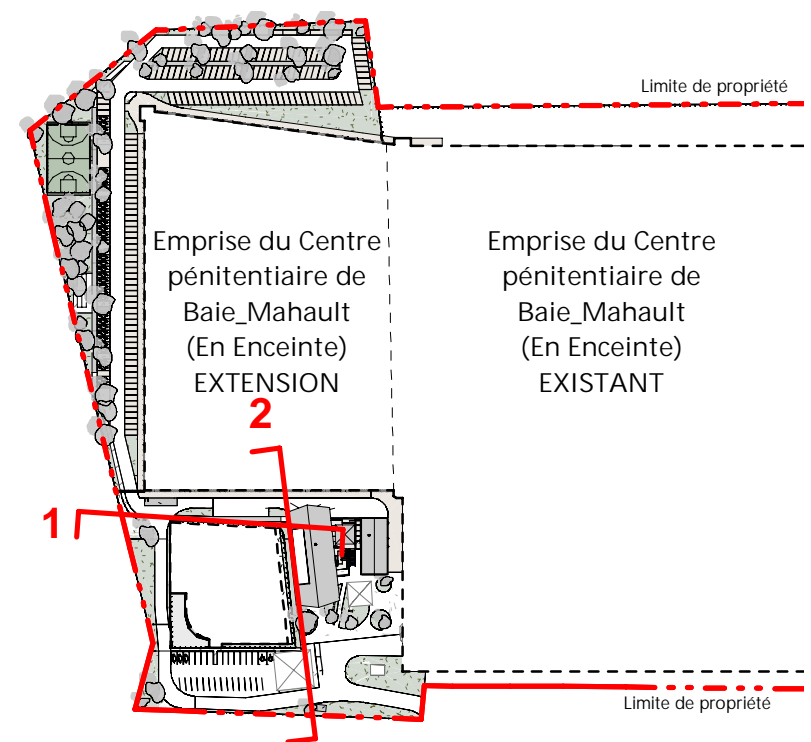 Limite de propriété
Emprise du Centre
pénitentiaire de
Baie_Mahault
(En Enceinte)
EXTENSION
Emprise du Centre
pénitentiaire de
Baie_Mahault
(En Enceinte)
EXISTANT
2
1
Limite de propriété